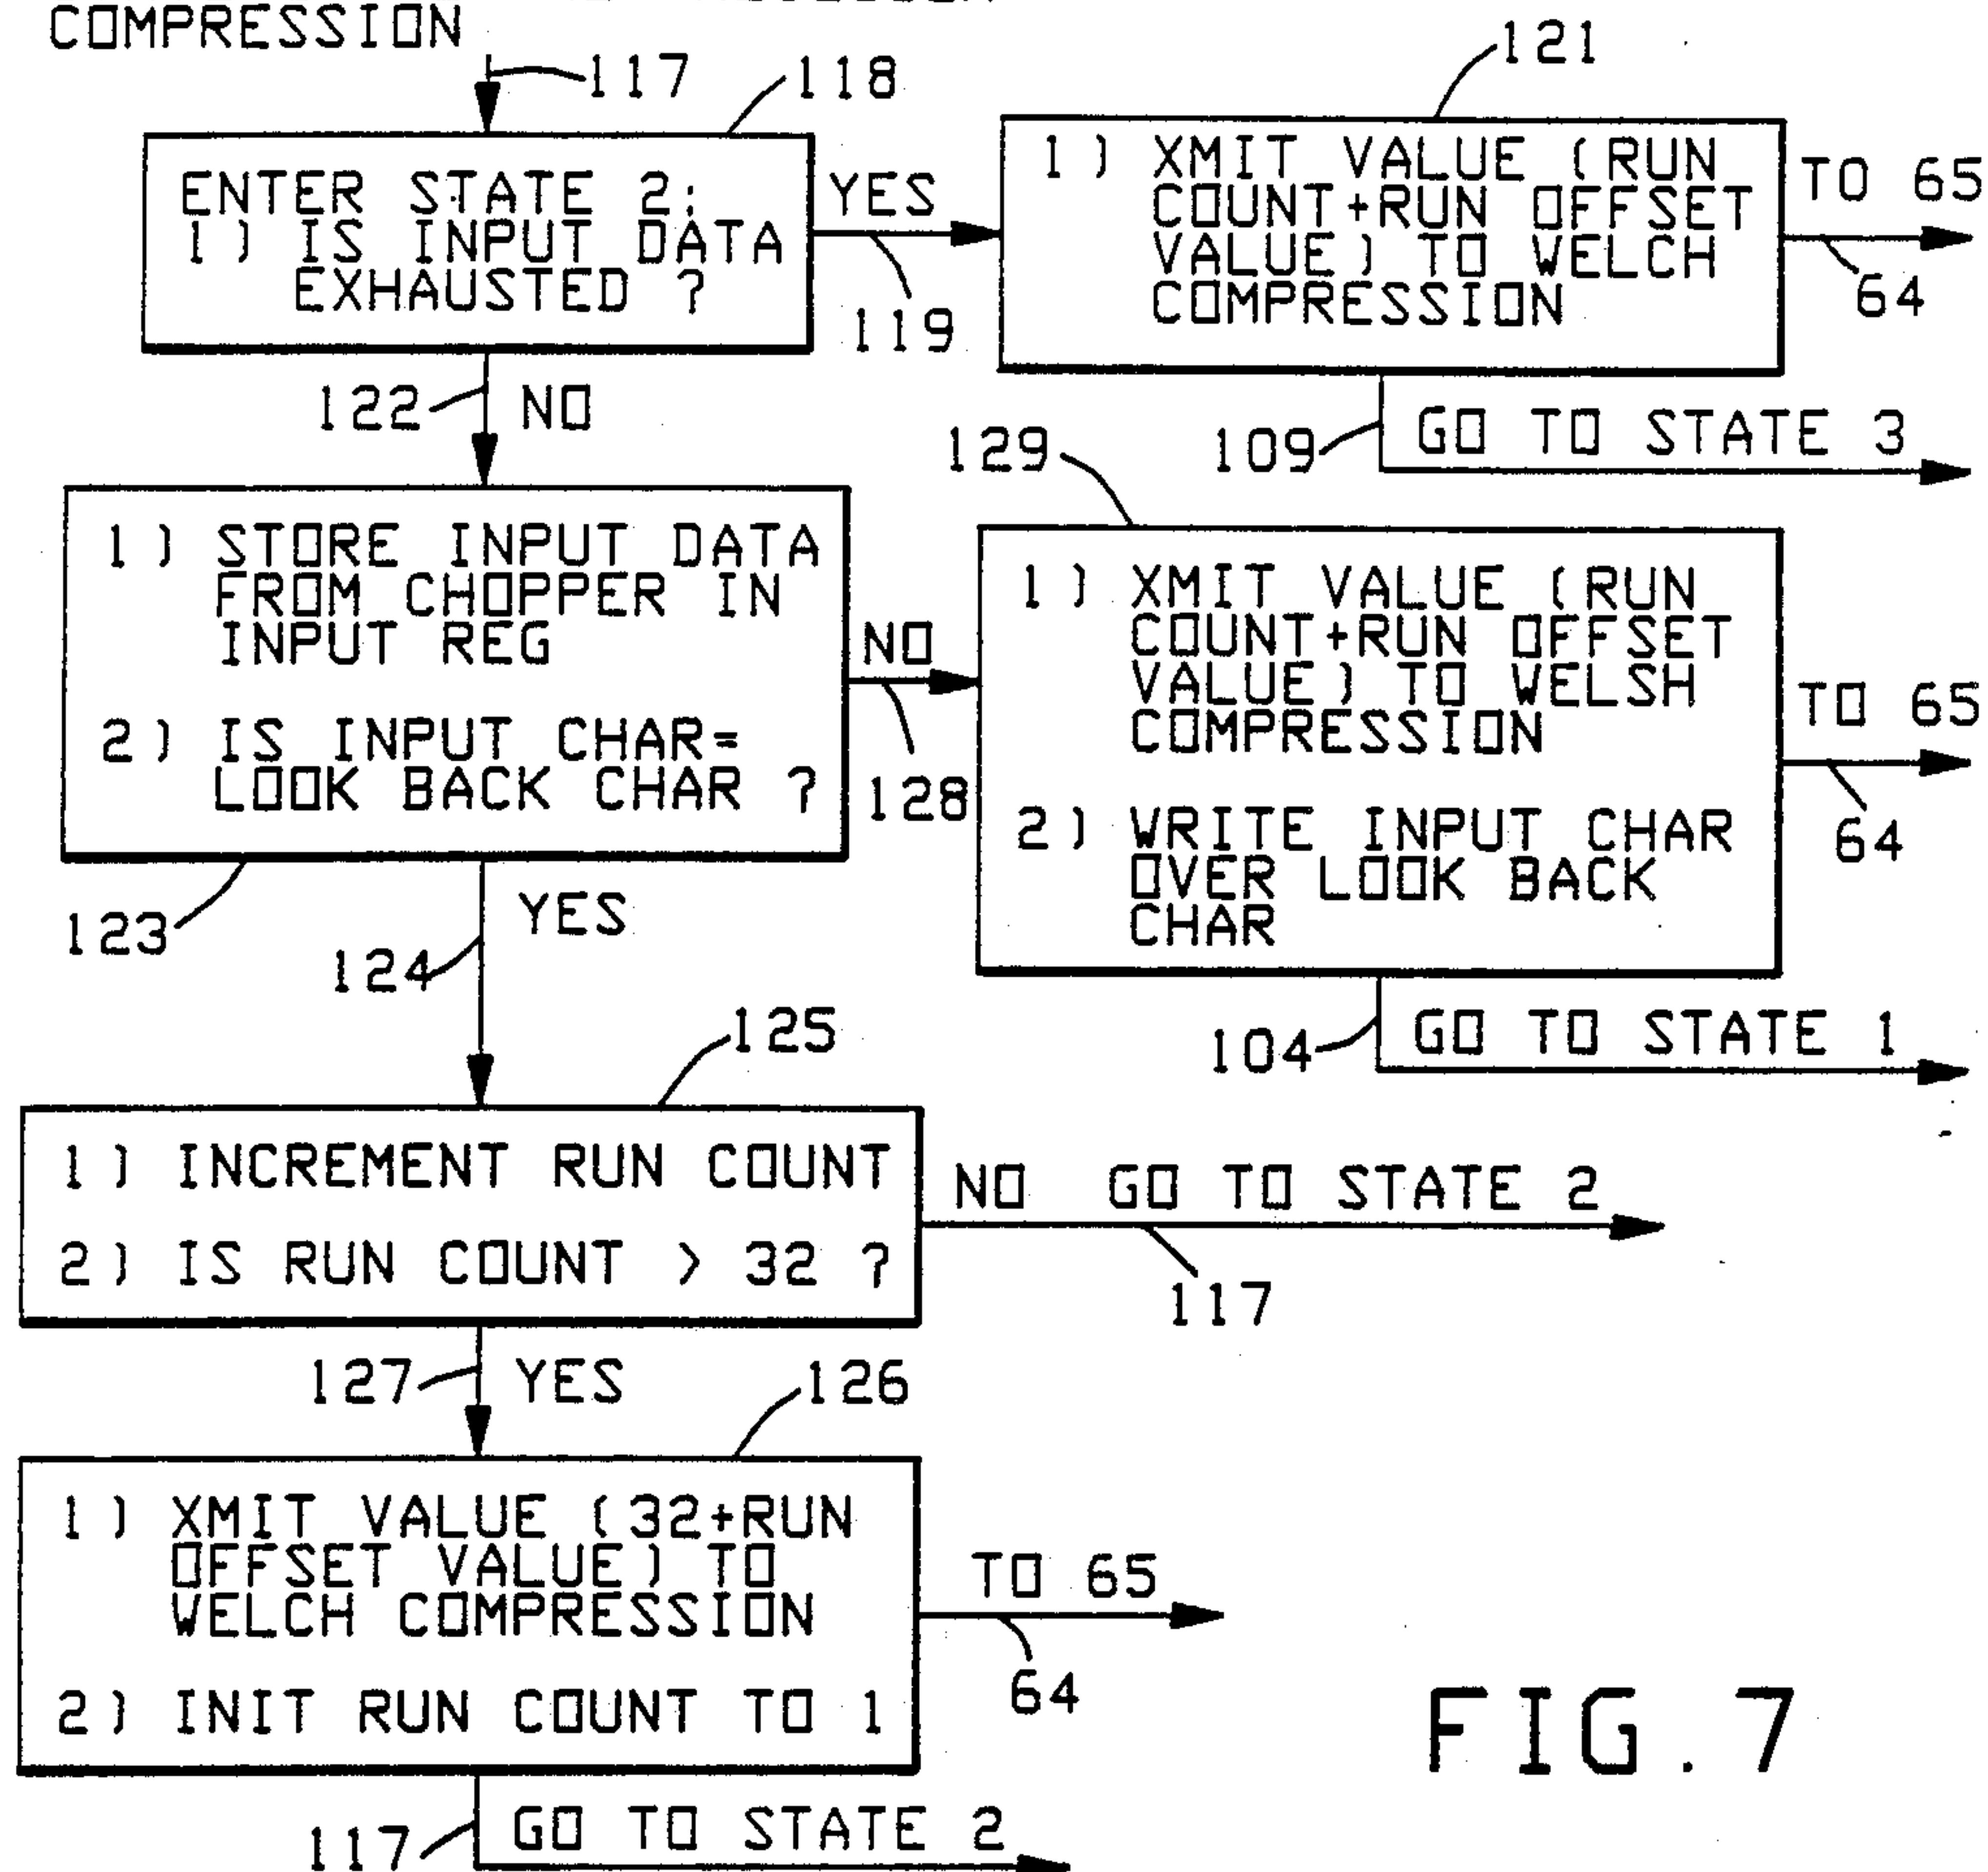 COMPRESSION
117
118
121
ENTER STATE 2:
1) IS INPUT DATA
EXHAUSTED ?
YES
119
1) XMIT VALUE (RUN
COUNT+RUN OFFSET
VALUE) TO WELCH
COMPRESSION
TO 65
64
122
NO
109
GO TO STATE 3
129
1) STORE INPUT DATA
FROM CHOPPER IN
INPUT REG
2) IS INPUT CHAR=
LOOK BACK CHAR ?
NO
128
1) XMIT VALUE (RUN
COUNT+RUN OFFSET
VALUE) TO WELSH
COMPRESSION
2) WRITE INPUT CHAR
OVER LOOK BACK
CHAR
TO 65
64
123
124
YES
104
GO TO STATE 1
125
1) INCREMENT RUN COUNT
2) IS RUN COUNT > 32 ?
NO GO TO STATE 2
117
127
YES
126
1) XMIT VALUE (32+RUN
OFFSET VALUE) TO
WELCH COMPRESSION
2) INIT RUN COUNT TO 1
TO 65
64
117
GO TO STATE 2
FIG. 7